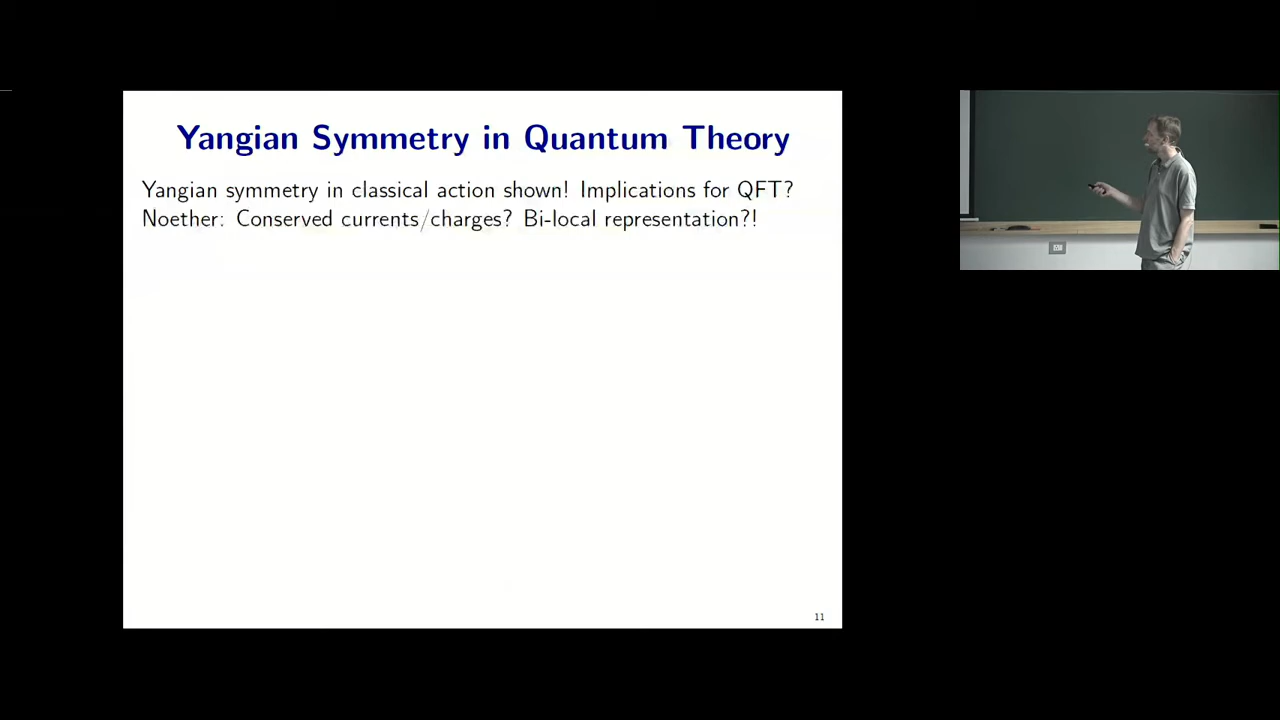 Yangian Symmetry in Quantum Theory
Yangian symmetry in classical action shown! Implications for QFT?
Noether: Conserved currents/charges? Bi-local representation?!
11